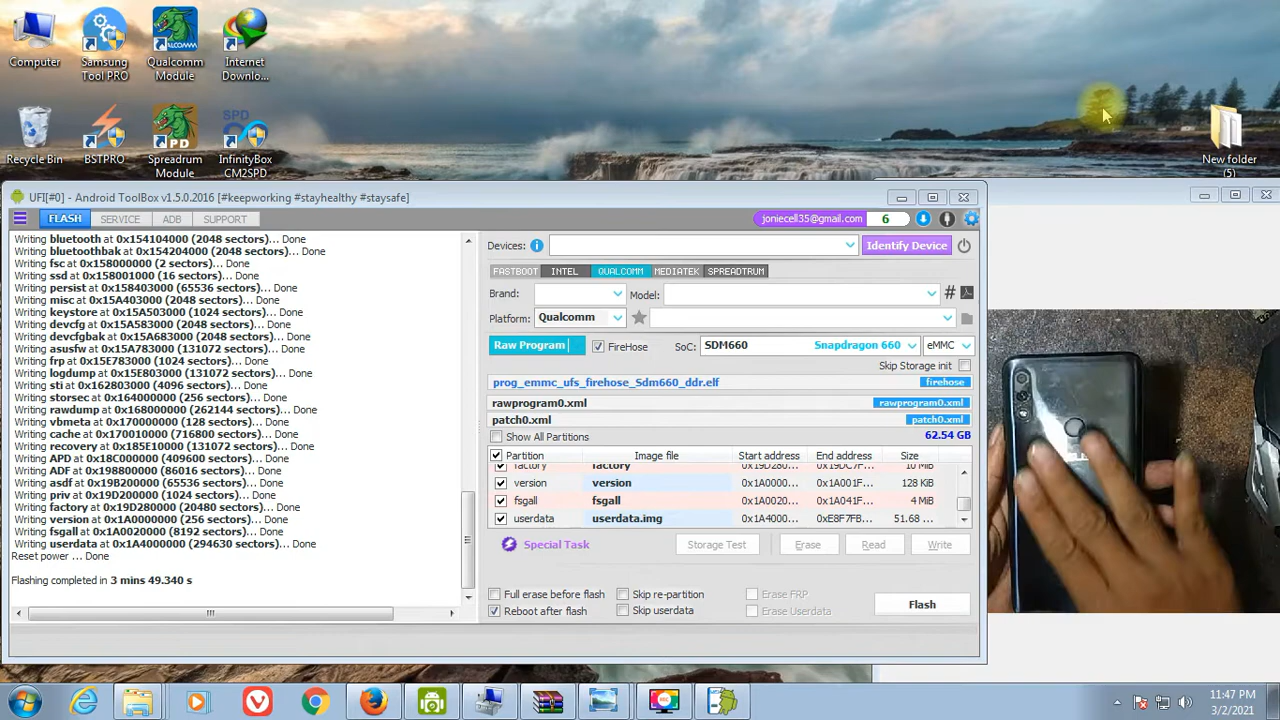 Computer
Samsung Tool PRO
Qualcomm Module
Internet Downlo...
Recycle Bin
BSTPRO
Spreadrum Module
InfinityBox CM2SPD
New folder (5)
UFI[#0] - Android ToolBox v1.5.0.2016 [#keepworking #stayhealthy #staysafe]
FLASH SERVICE ADB SUPPORT
joniecell35@gmail.com 6
Writing bluetooth at 0x154104000 (2048 sectors)... Done
Writing bluetoothbak at 0x154204000 (2048 sectors)... Done
Writing fsc at 0x158000000 (2 sectors)... Done
Writing ssd at 0x158001000 (16 sectors)... Done
Writing persist at 0x158403000 (65536 sectors)... Done
Writing misc at 0x15A403000 (2048 sectors)... Done
Writing keystore at 0x15A503000 (1024 sectors)... Done
Writing devcfg at 0x15A583000 (2048 sectors)... Done
Writing devcfgbak at 0x15A683000 (2048 sectors)... Done
Writing asusfw at 0x15A783000 (131072 sectors)... Done
Writing frp at 0x15E783000 (1024 sectors)... Done
Writing logdump at 0x15E803000 (131072 sectors)... Done
Writing sti at 0x162803000 (4096 sectors)... Done
Writing storsec at 0x164000000 (256 sectors)... Done
Writing rawdump at 0x168000000 (262144 sectors)... Done
Writing vbmeta at 0x170000000 (128 sectors)... Done
Writing cache at 0x170010000 (716800 sectors)... Done
Writing recovery at 0x185E10000 (131072 sectors)... Done
Writing APD at 0x18C000000 (409600 sectors)... Done
Writing ADF at 0x198800000 (86016 sectors)... Done
Writing asdf at 0x19B200000 (65536 sectors)... Done
Writing priv at 0x19D200000 (1024 sectors)... Done
Writing factory at 0x19D280000 (20480 sectors)... Done
Writing version at 0x1A0000000 (256 sectors)... Done
Writing fsgall at 0x1A0020000 (8192 sectors)... Done
Writing userdata at 0x1A4000000 (294630 sectors)... Done
Reset power ... Done
Flashing completed in 3 mins 49.340 s
Devices: Identify Device
FASTBOOT INTEL QUALCOMM MEDIATEK SPREADTRUM
Brand: Model: #
Platform: Qualcomm
Raw Program FireHose SoC: SDM660 Snapdragon 660 eMMC
Skip Storage init
prog_emmc_ufs_firehose_Sdm660_ddr.elf firehose
rawprogram0.xml rawprogram0.xml
patch0.xml patch0.xml
Show All Partitions 62.54 GB
Partition Image file Start address End address Size
factory factory 0x19D280... 0x19DC7F... 10 MiB
version version 0x1A0000... 0x1A001F... 128 KiB
fsgall fsgall 0x1A0020... 0x1A041F... 4 MiB
userdata userdata.img 0x1A4000... 0xE8F7FB... 51.68 ...
Special Task Storage Test Erase Read Write
Full erase before flash Skip re-partition Erase FRP
Reboot after flash Skip userdata Erase Userdata
Flash
11:47 PM
3/2/2021